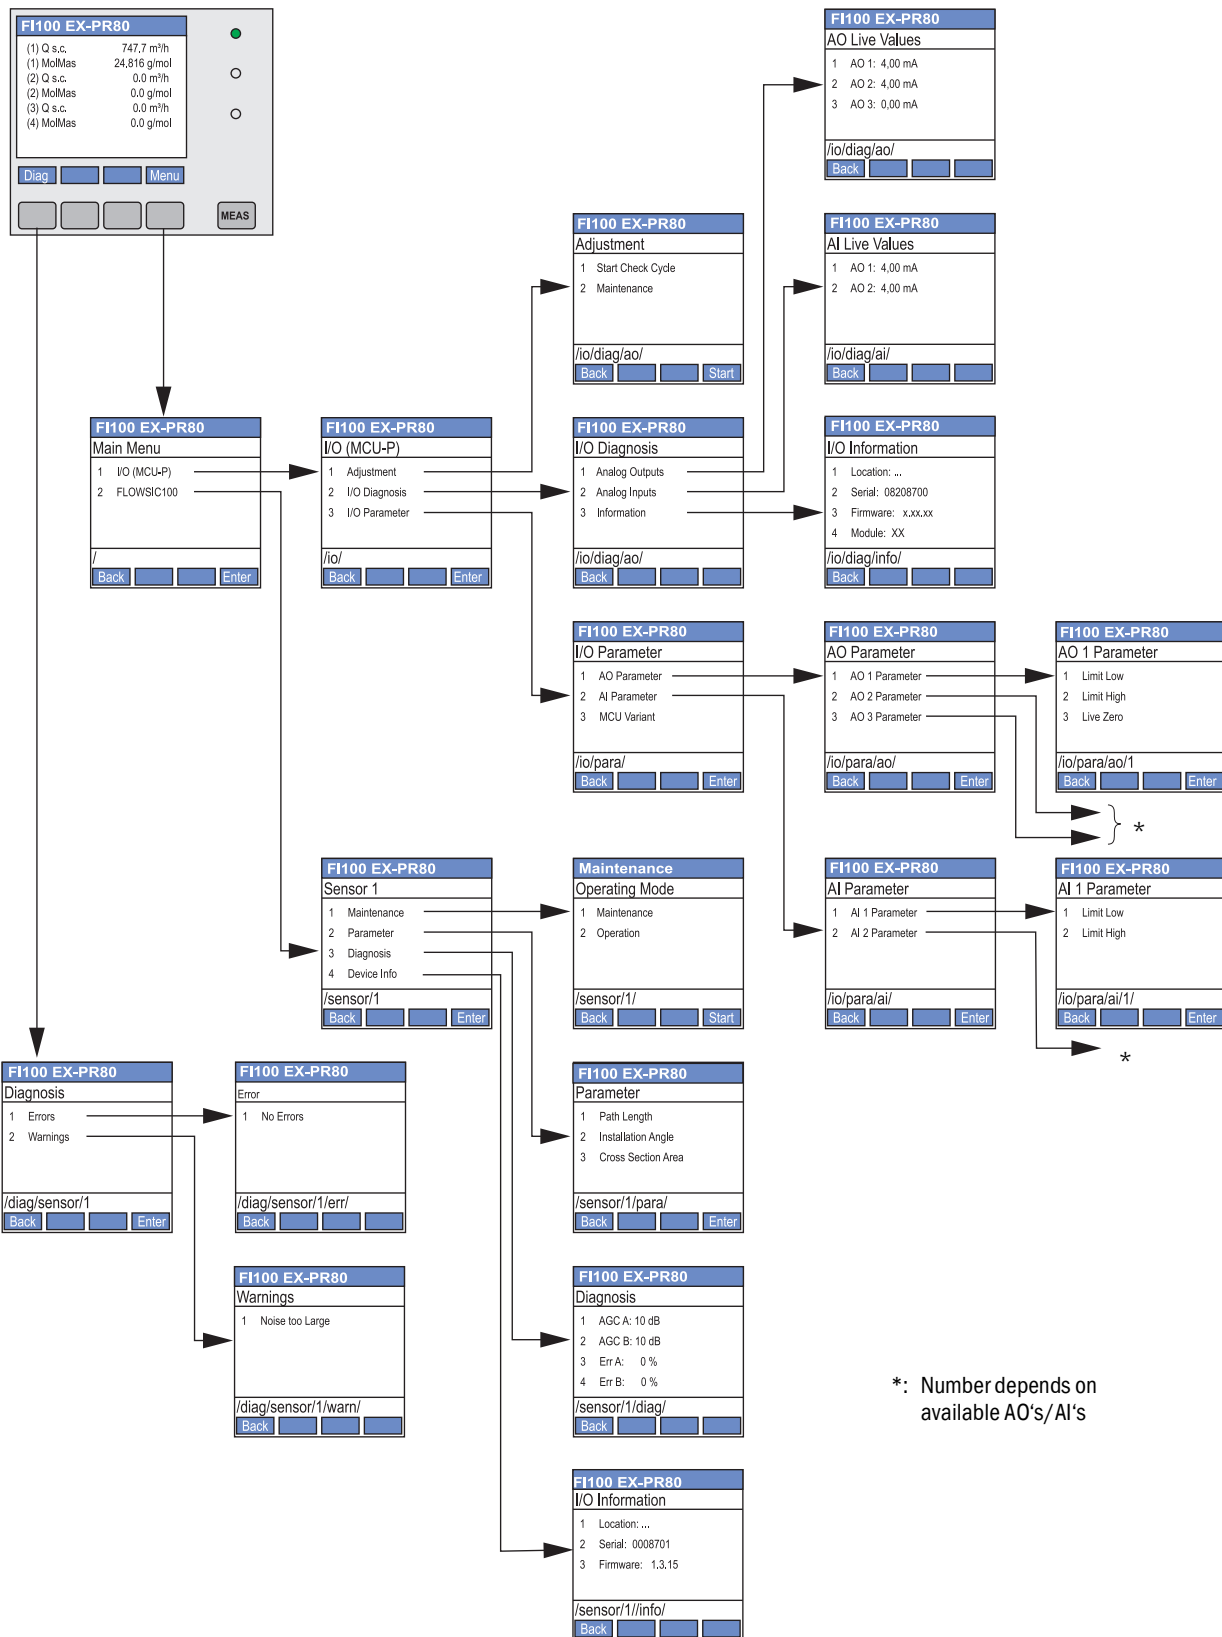 FI100 EX-PR80
(1) Q s.c. 747.7 m³/h
(1) MolMas 24.816 g/mol
(2) Q s.c. 0.0 m³/h
(2) MolMas 0.0 g/mol
(3) Q s.c. 0.0 m³/h
(4) MolMas 0.0 g/mol
Diag Menu
MEAS
FI100 EX-PR80
AO Live Values
1 AO 1: 4,00 mA
2 AO 2: 4,00 mA
3 AO 3: 0,00 mA
/io/diag/ao/
Back
FI100 EX-PR80
Adjustment
1 Start Check Cycle
2 Maintenance
/io/diag/ao/
Back Start
FI100 EX-PR80
AI Live Values
1 AO 1: 4,00 mA
2 AO 2: 4,00 mA
/io/diag/ai/
Back
FI100 EX-PR80
Main Menu
1 I/O (MCU-P)
2 FLOWSIC100
/
Back Enter
FI100 EX-PR80
I/O (MCU-P)
1 Adjustment
2 I/O Diagnosis
3 I/O Parameter
/io/
Back Enter
FI100 EX-PR80
I/O Diagnosis
1 Analog Outputs
2 Analog Inputs
3 Information
/io/diag/ao/
Back
FI100 EX-PR80
I/O Information
1 Location: ...
2 Serial: 08208700
3 Firmware: x.xx.xx
4 Module: XX
/io/diag/info/
Back
FI100 EX-PR80
I/O Parameter
1 AO Parameter
2 AI Parameter
3 MCU Variant
/io/para/
Back Enter
FI100 EX-PR80
AO Parameter
1 AO 1 Parameter
2 AO 2 Parameter
3 AO 3 Parameter
/io/para/ao/
Back Enter
FI100 EX-PR80
AO 1 Parameter
1 Limit Low
2 Limit High
3 Live Zero
/io/para/ao/1
Back Enter
*
FI100 EX-PR80
Sensor 1
1 Maintenance
2 Parameter
3 Diagnosis
4 Device Info
/sensor/1
Back Enter
Maintenance
Operating Mode
1 Maintenance
2 Operation
/sensor/1/
Back Start
FI100 EX-PR80
AI Parameter
1 AI 1 Parameter
2 AI 2 Parameter
/io/para/ai/
Back Enter
FI100 EX-PR80
AI 1 Parameter
1 Limit Low
2 Limit High
/io/para/ai/1/
Back Enter
*
FI100 EX-PR80
Diagnosis
1 Errors
2 Warnings
/diag/sensor/1
Back Enter
FI100 EX-PR80
Error
1 No Errors
/diag/sensor/1/err/
Back
FI100 EX-PR80
Parameter
1 Path Length
2 Installation Angle
3 Cross Section Area
/sensor/1/para/
Back Enter
FI100 EX-PR80
Warnings
1 Noise too Large
/diag/sensor/1/warn/
Back
FI100 EX-PR80
Diagnosis
1 AGC A: 10 dB
2 AGC B: 10 dB
3 Err A: 0 %
4 Err B: 0 %
/sensor/1/diag/
Back
*: Number depends on
available AO‘s/AI‘s
FI100 EX-PR80
I/O Information
1 Location: ...
2 Serial: 0008701
3 Firmware: 1.3.15
/sensor/1//info/
Back